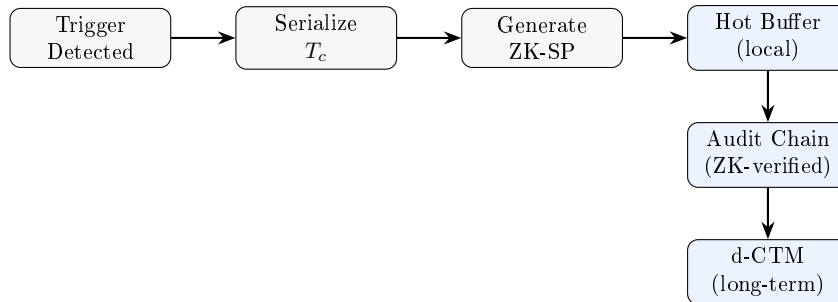 Trigger
Detected
Serialize
T_c
Generate
ZK-SP
Hot Buffer
(local)
Audit Chain
(ZK-verified)
d-CTM
(long-term)